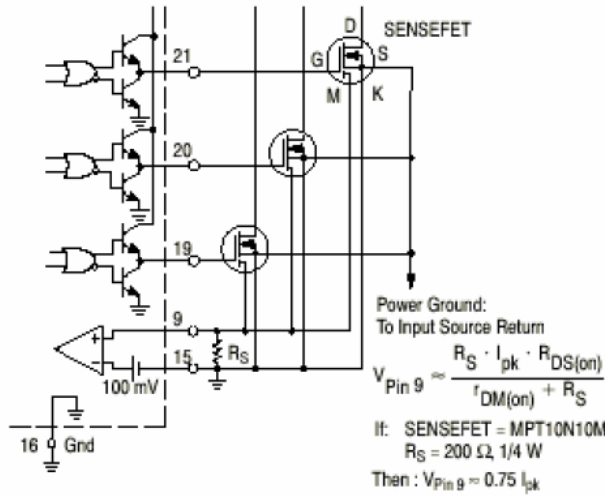 D
SENSEFET
G
S
M
K
21
20
19
9
15
RS
100 mV
16
Gnd
Power Ground:
To Input Source Return
VPin 9 ≈ RS · Ipk · RDS(on)
rDM(on) + RS
If: SENSEFET = MPT10N10M
RS = 200 Ω, 1/4 W
Then : VPin 9 ≈ 0.75 Ipk